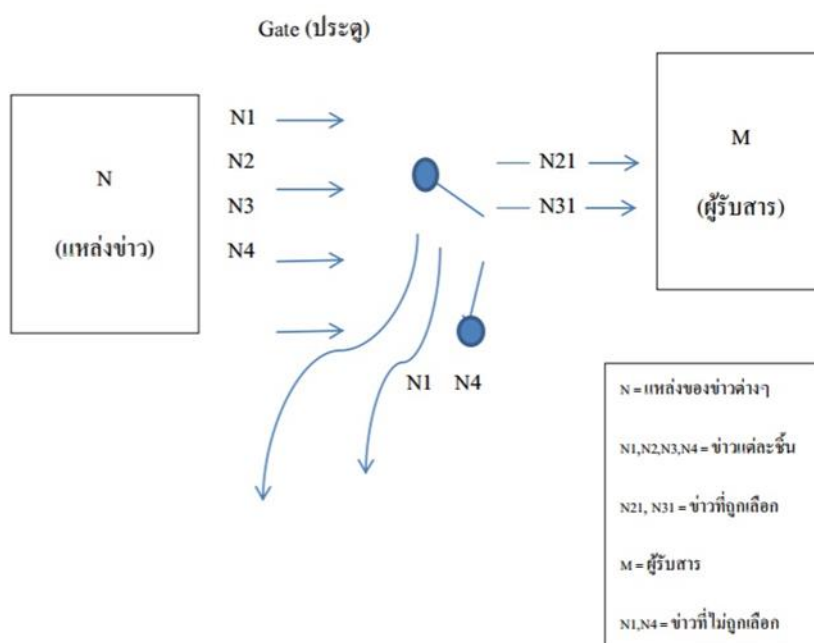 Gate (ประตู)
N
(แหล่งข่าว)
N1
N2
N3
N4
N21
N31
M
(ผู้รับสาร)
N1 N4
N = แหล่งของข่าวต่างๆ
N1,N2,N3,N4 = ข่าวแต่ละชิ้น
N21, N31 = ข่าวที่ถูกเลือก
M = ผู้รับสาร
N1,N4 = ข่าวที่ไม่ถูกเลือก